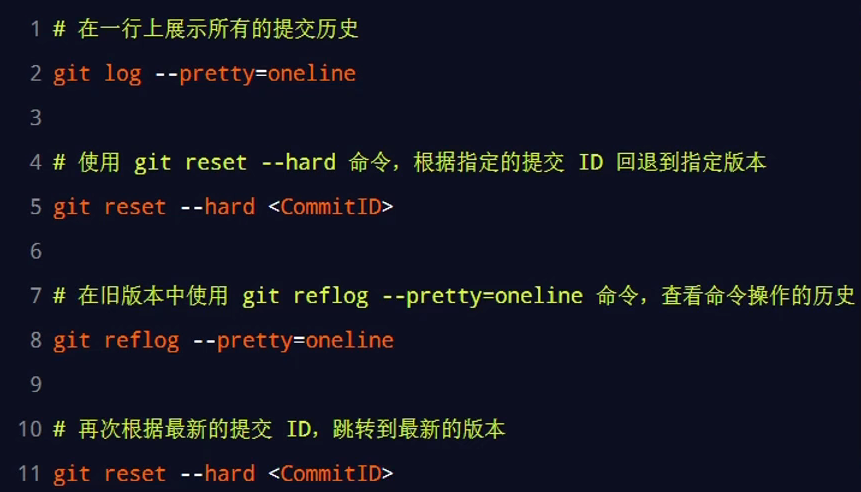 1 # 在一行上展示所有的提交历史
2 git log --pretty=oneline
3
4 # 使用 git reset --hard 命令，根据指定的提交 ID 回退到指定版本
5 git reset --hard <CommitID>
6
7 # 在旧版本中使用 git reflog --pretty=oneline 命令，查看命令操作的历史
8 git reflog --pretty=oneline
9
10 # 再次根据最新的提交 ID，跳转到最新的版本
11 git reset --hard <CommitID>